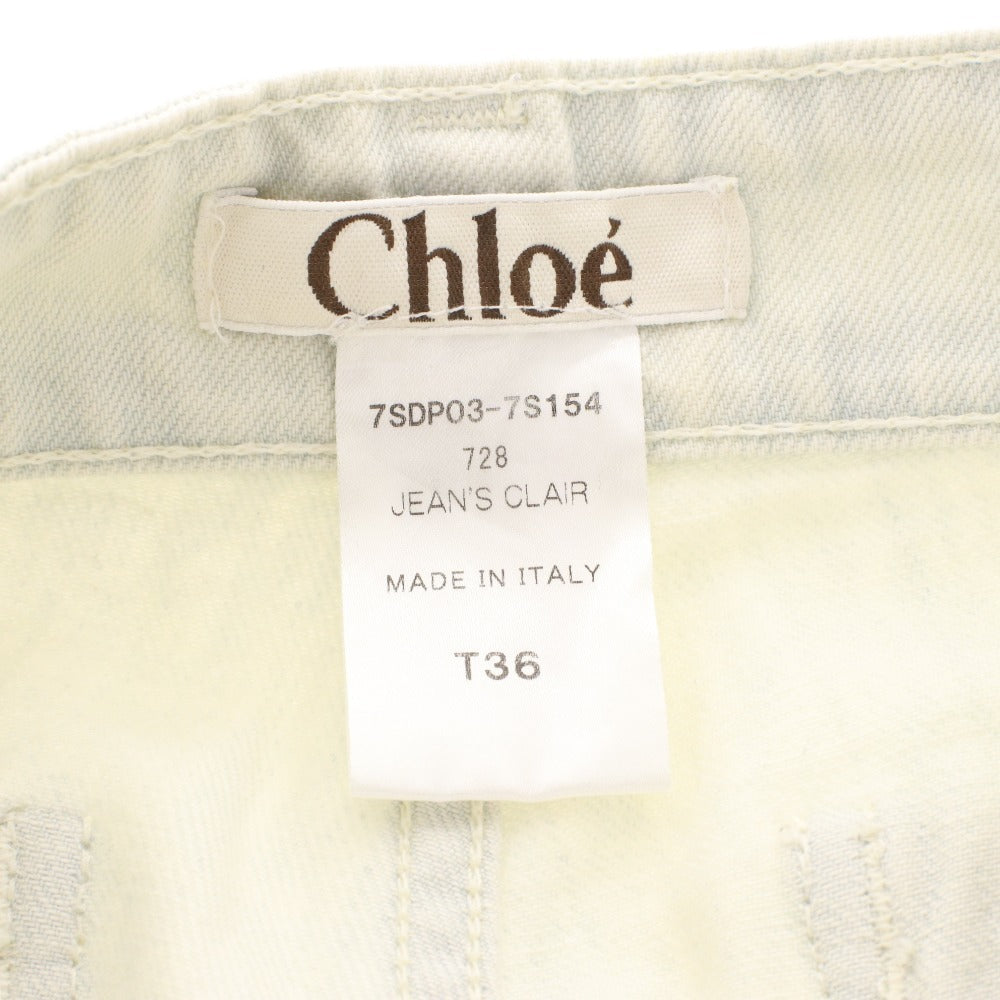 Chloé
7SDP03-7S154
728
JEAN'S CLAIR
MADE IN ITALY
T36